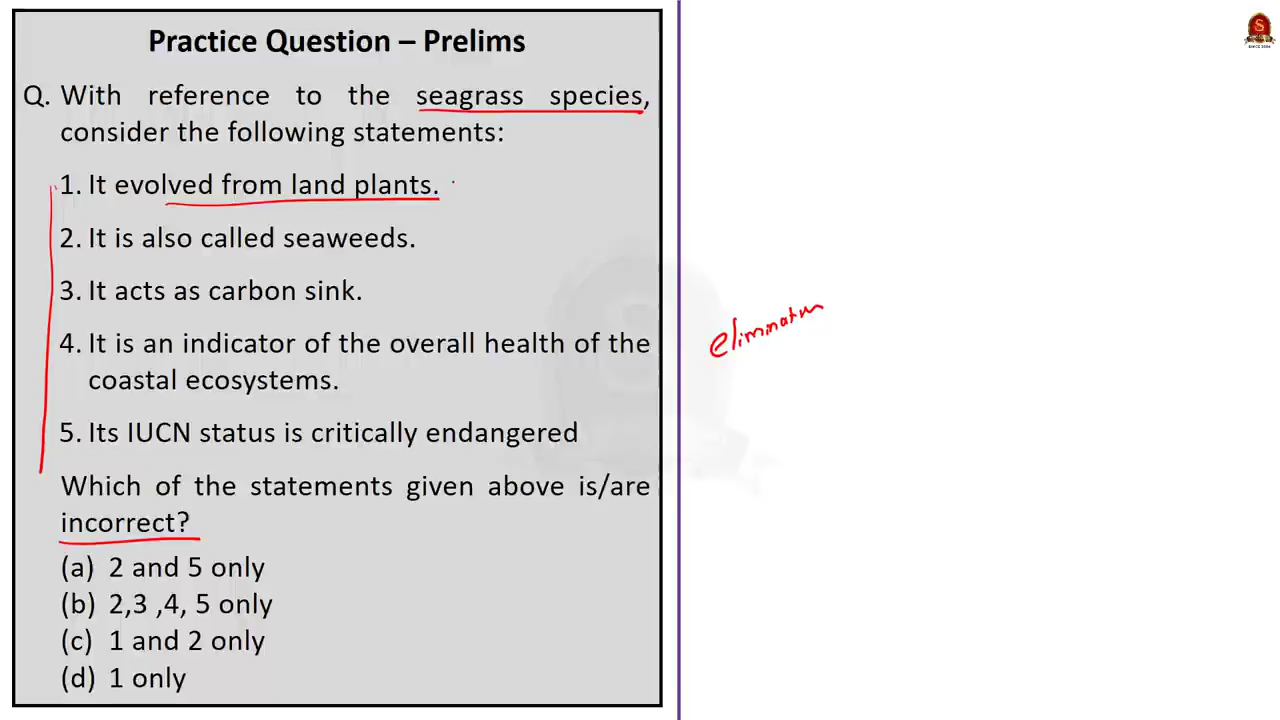 Practice Question – Prelims
Q. With reference to the seagrass species,
consider the following statements:
1. It evolved from land plants.
2. It is also called seaweeds.
3. It acts as carbon sink.
4. It is an indicator of the overall health of the
coastal ecosystems.
5. Its IUCN status is critically endangered
Which of the statements given above is/are
incorrect?
(a) 2 and 5 only
(b) 2,3 ,4, 5 only
(c) 1 and 2 only
(d) 1 only
S
SINCE 2004